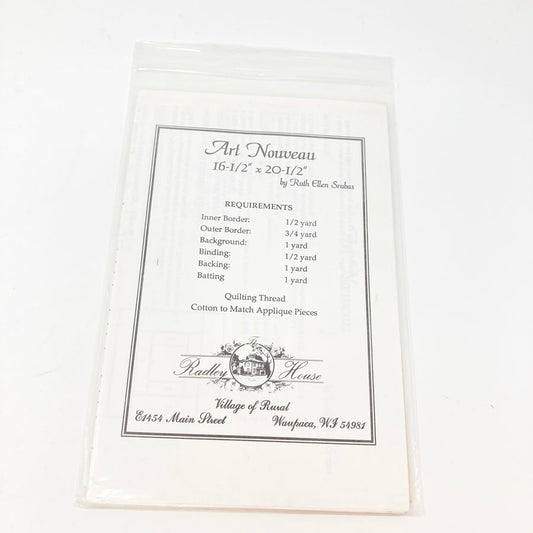 Art Nouveau
16-1/2" x 20-1/2"
by Ruth Ellen
REQUIREMENTS
Inner Border: 1/2 yard
Outer Border: 3/4 yard
Background: 1 yard
Binding: 1/2 yard
Backing: 1 yard
Batting 1 yard
Quilting Thread
Cotton to Match Applique Pieces
The
Radley House
Village of Rural
E1454 Main Street Waupaca, WI 54981